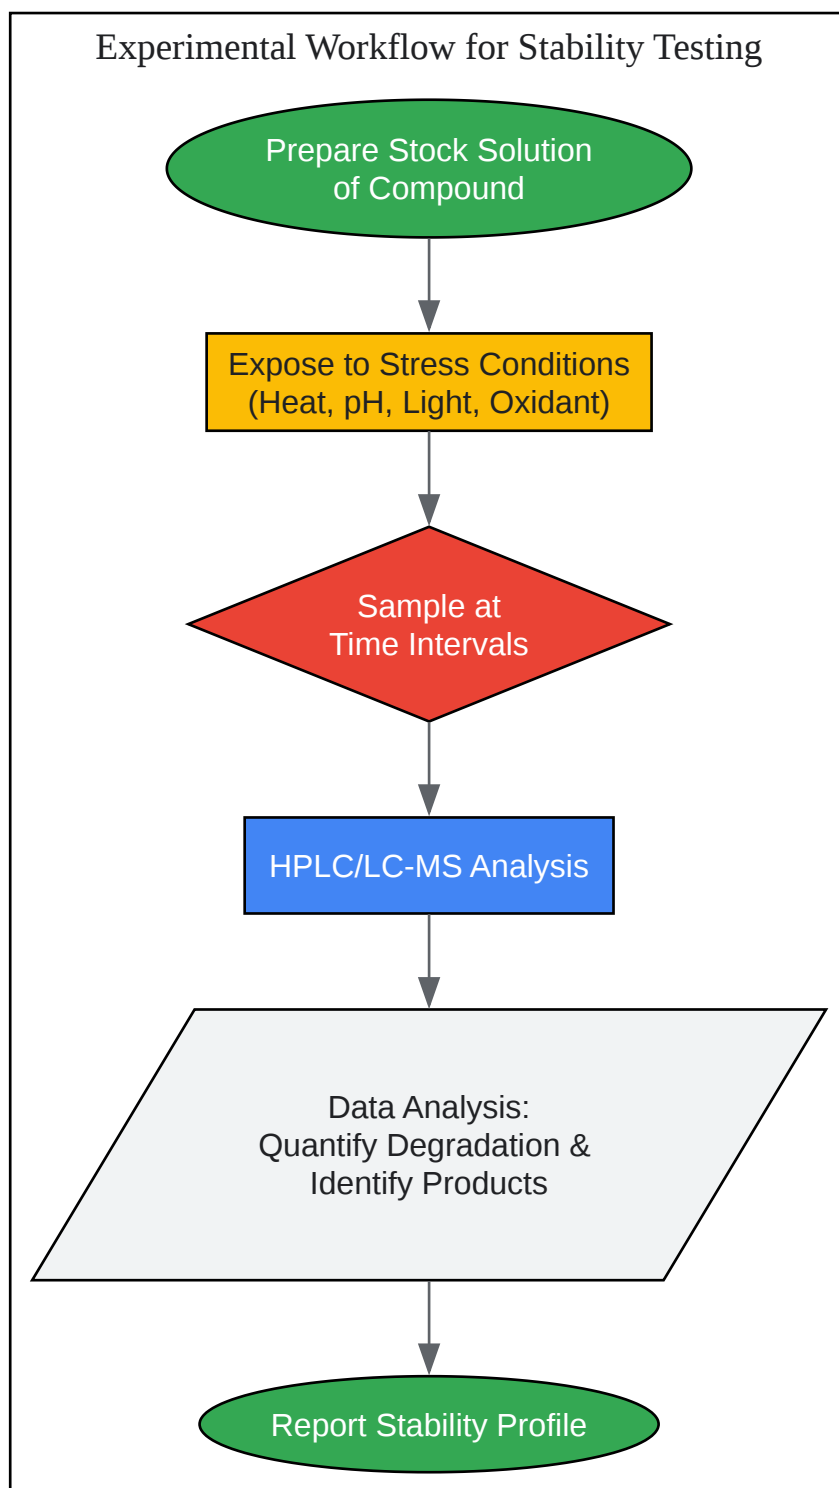 Experimental Workflow for Stability Testing
Prepare Stock Solution
of Compound
Expose to Stress Conditions
(Heat, pH, Light, Oxidant)
Sample at
Time Intervals
HPLC/LC-MS Analysis
Data Analysis:
Quantify Degradation &
Identify Products
Report Stability Profile